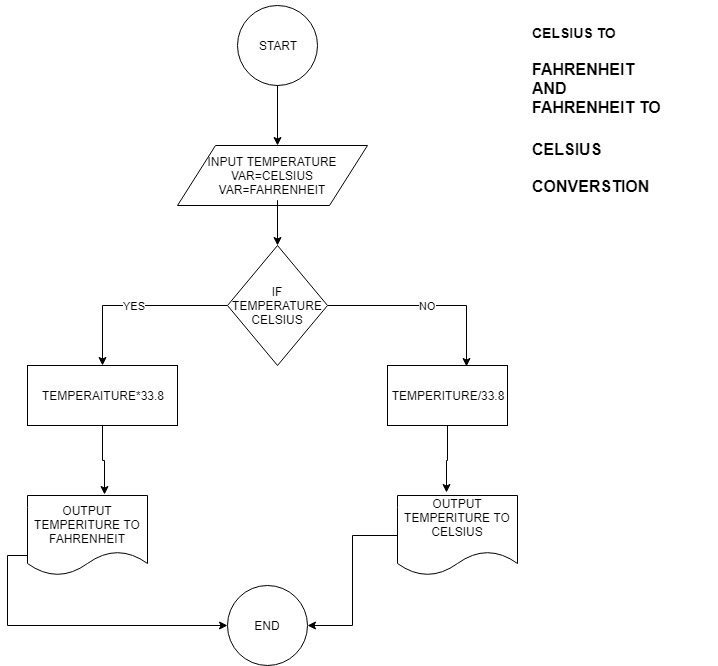 START
CELSIUS TO
FAHRENHEIT
AND
FAHRENHEIT TO
CELSIUS
CONVERSTION
INPUT TEMPERATURE
VAR=CELSIUS
VAR=FAHRENHEIT
IF
TEMPERATURE
CELSIUS
YES
NO
TEMPERAITURE*33.8
TEMPERITURE/33.8
OUTPUT
TEMPERITURE TO
FAHRENHEIT
OUTPUT
TEMPERITURE TO
CELSIUS
END